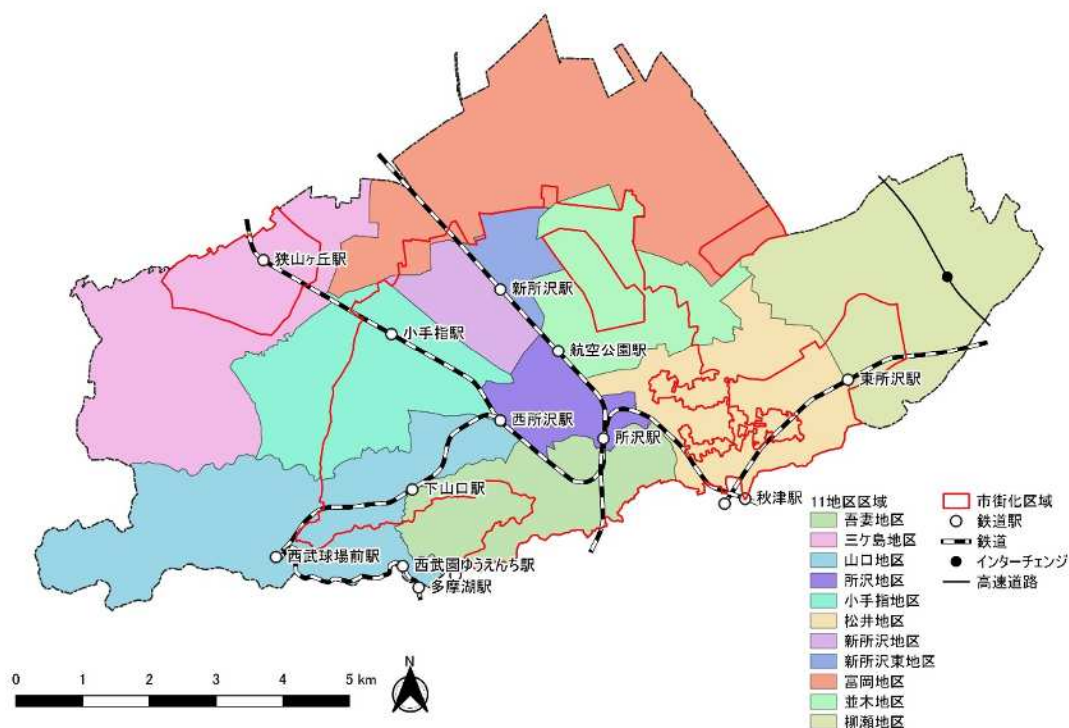 狭山ヶ丘駅
新所沢駅
小手指駅
航空公園駅
東所沢駅
西所沢駅
所沢駅
下山口駅
秋津駅
西武球場前駅
西武園ゆうえんち駅
多摩湖駅
11地区区域
吾妻地区
三ケ島地区
山口地区
所沢地区
小手指地区
松井地区
新所沢地区
新所沢東地区
富岡地区
並木地区
柳瀬地区
市街化区域
鉄道駅
鉄道
インターチェンジ
高速道路
0 1 2 3 4 5 km
N